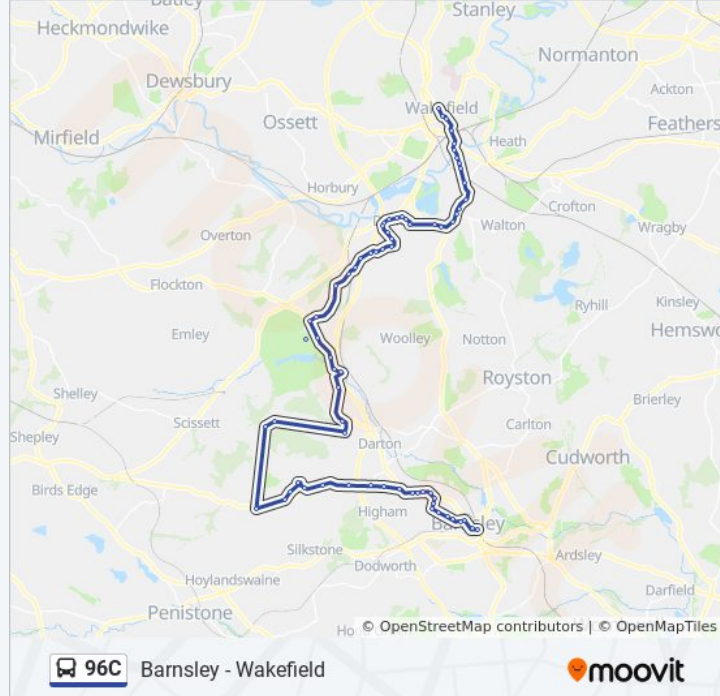 Batley
Stanley
Heckmondwike
Normanton
Dewsbury
Ackton
Wakefield
Ossett
Feathers
Mirfield
Heath
Horbury
Crofton
Walton
Wragby
Overton
Flockton
Ryhill
Kinsley
Emley
Woolley
Notton
Hemsw
Royston
Shelley
Brierley
Scissett
Carlton
Shepley
Darton
Cudworth
Birds Edge
Higham
Barnsley
Silkstone
Ardsley
Dodworth
Hoylandswaine
Darfield
Penistone
© OpenStreetMap contributors | © OpenMapTiles
96C Barnsley - Wakefield
moovit